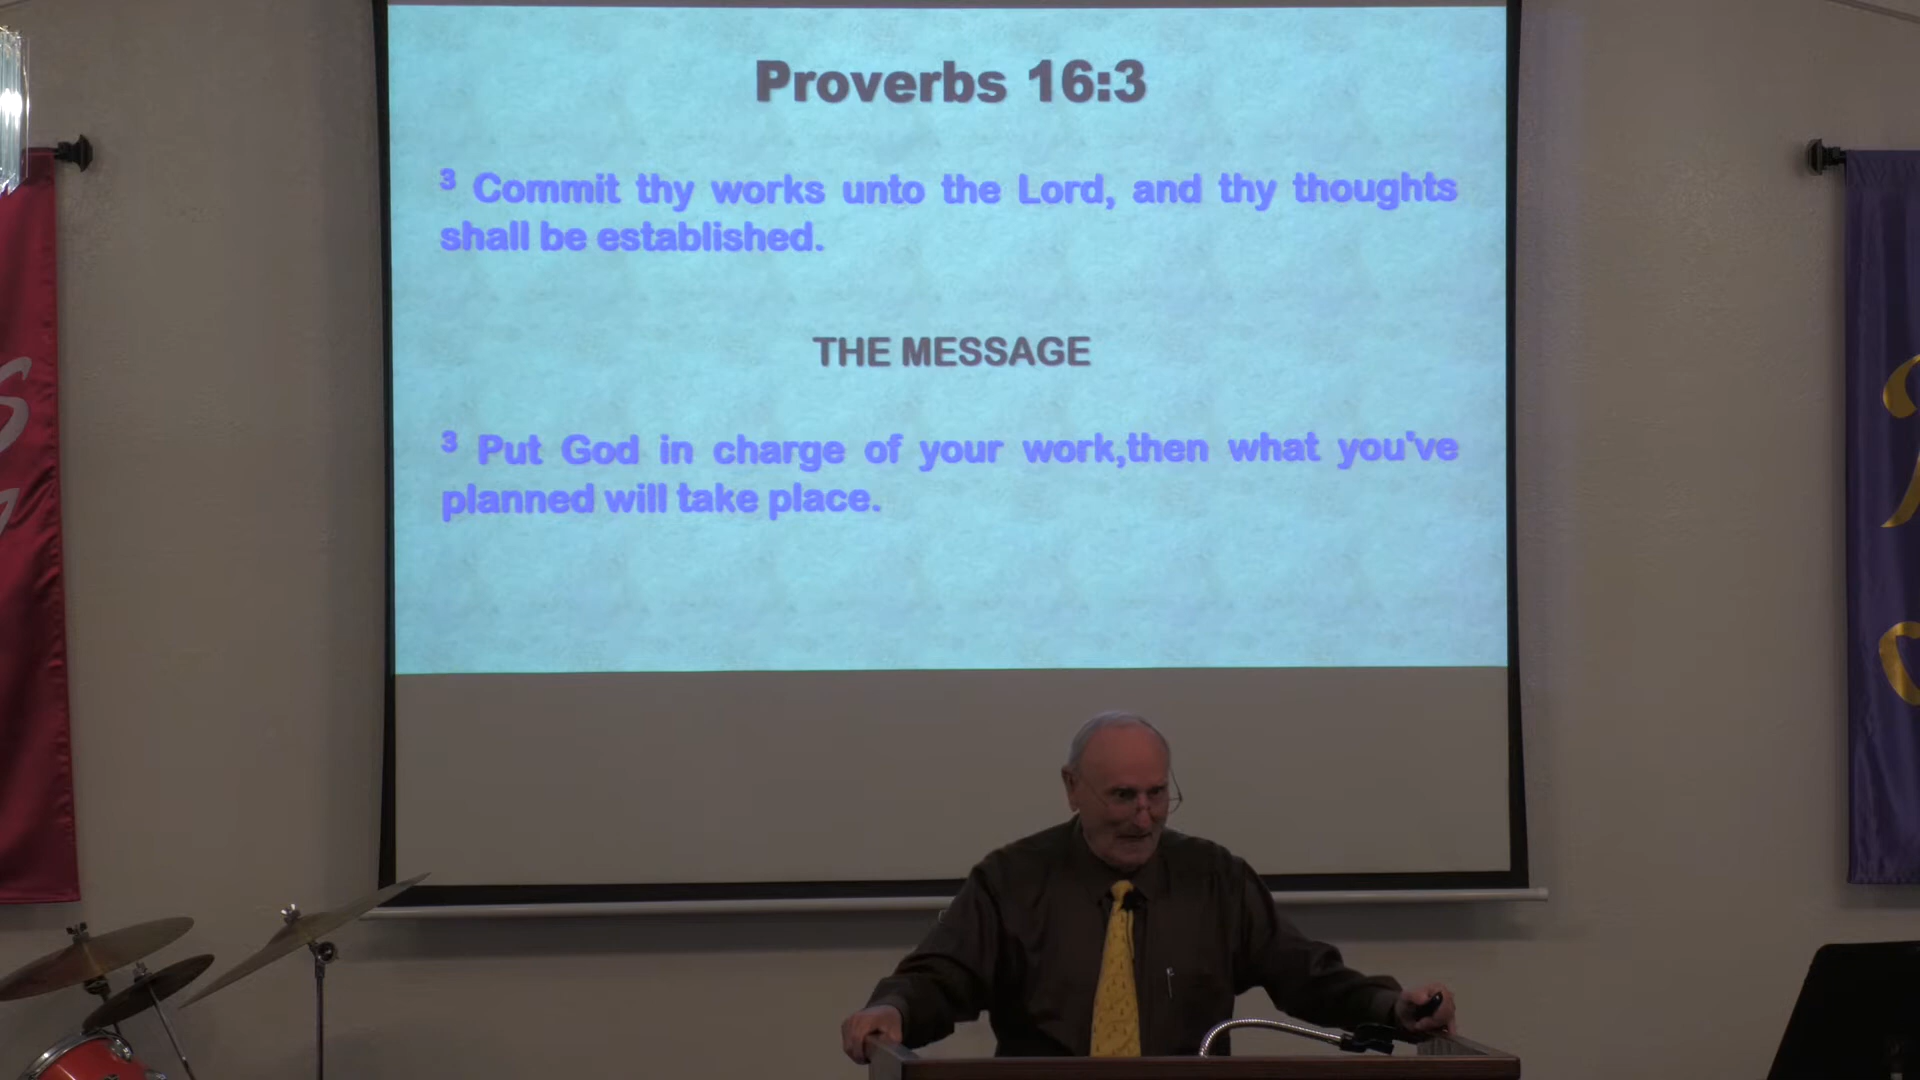 Proverbs 16:3
3 Commit thy works unto the Lord, and thy thoughts
shall be established.
THE MESSAGE
3 Put God in charge of your work,then what you've
planned will take place.